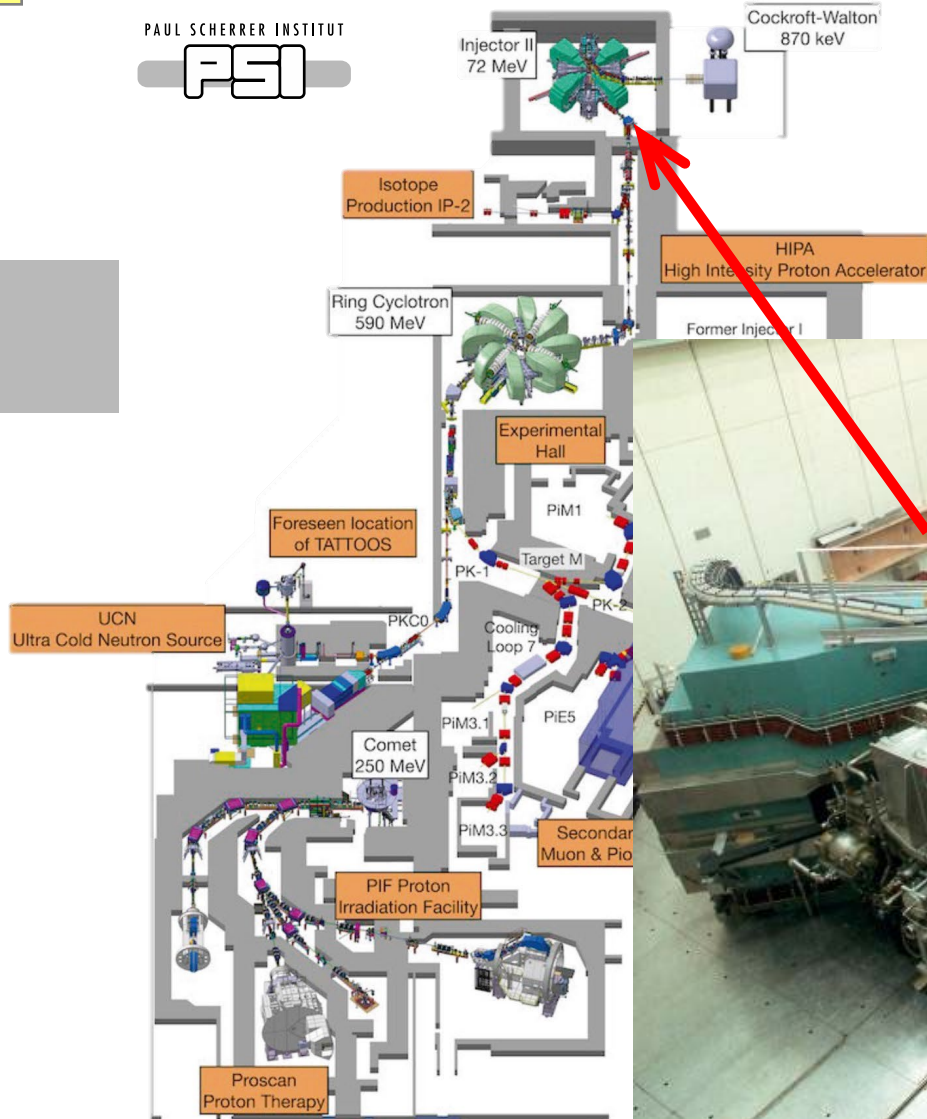 PAUL SCHERRER INSTITUT
PSI
Cockroft-Walton
870 keV
Injector II
72 MeV
Isotope
Production IP-2
HIPA
High Intensity Proton Accelerator
Ring Cyclotron
590 MeV
Former Injector I
Experimental
Hall
PiM1
Foreseen location
of TATTOOS
Target M
PK-1
PK-2
UCN
Ultra Cold Neutron Source
PKC0
Cooling
Loop 7
PiM3.1
PiE5
Comet
250 MeV
PiM3.2
PiM3.3
Secondar
Muon & Pio
PIF Proton
Irradiation Facility
Proscan
Proton Therapy